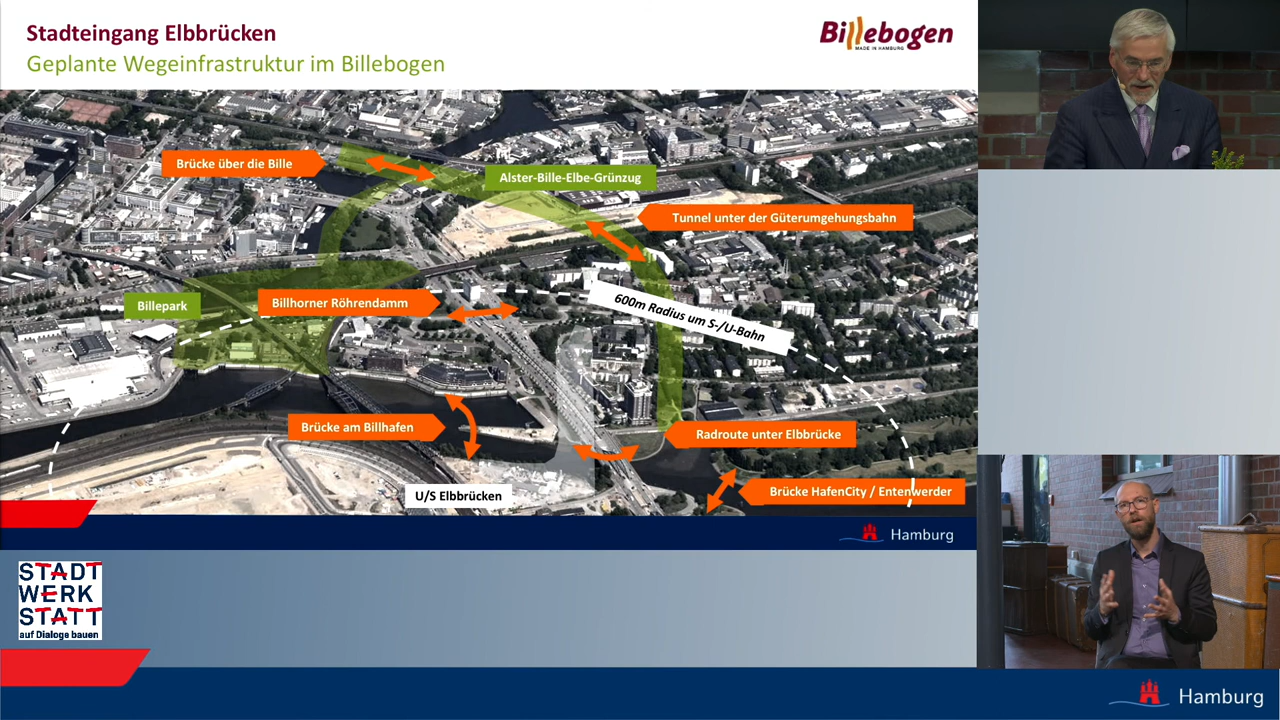 Stadteingang Elbbrücken
Geplante Wegeinfrastruktur im Billebogen
Billebogen
MADE IN HAMBURG
Brücke über die Bille
Alster-Bille-Elbe-Grünzug
Tunnel unter der Güterumgehungsbahn
Billepark
Billhorner Röhrendamm
600m Radius um S-/U-Bahn
Brücke am Billhafen
Radroute unter Elbbrücke
U/S Elbbrücken
Brücke HafenCity / Entenwerder
Hamburg
STADT
WERK
STATT
auf Dialoge bauen
Hamburg